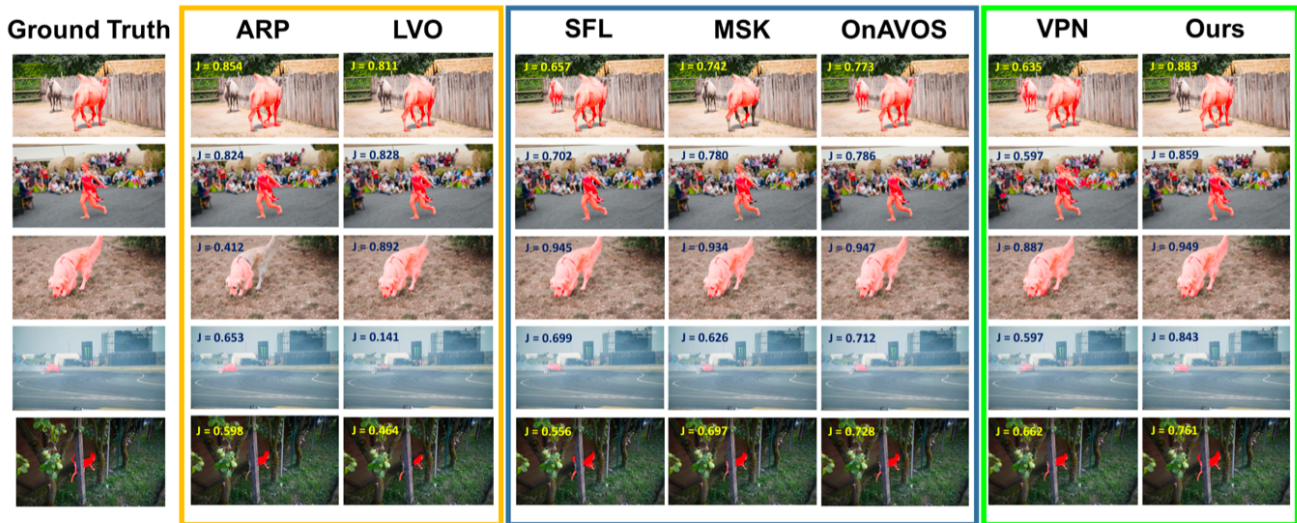 Ground Truth ARP LVO SFL MSK OnAVOS VPN Ours
J = 0.854 J = 0.811 J = 0.657 J = 0.742 J = 0.773 J = 0.635 J = 0.883
J = 0.824 J = 0.828 J = 0.702 J = 0.780 J = 0.786 J = 0.597 J = 0.859
J = 0.412 J = 0.892 J = 0.945 J = 0.934 J = 0.947 J = 0.887 J = 0.949
J = 0.653 J = 0.141 J = 0.699 J = 0.626 J = 0.712 J = 0.597 J = 0.843
J = 0.598 J = 0.464 J = 0.556 J = 0.697 J = 0.728 J = 0.662 J = 0.761